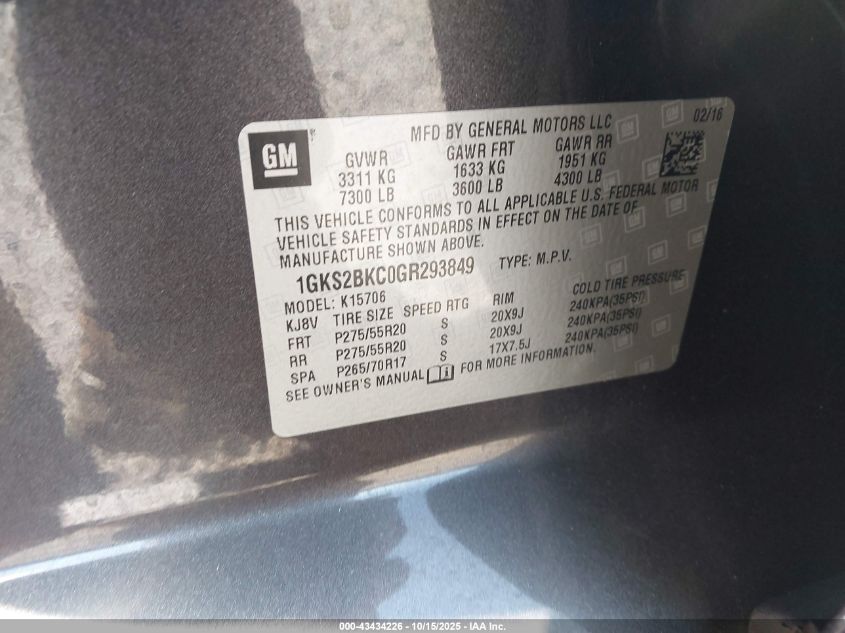 GM
MFD BY GENERAL MOTORS LLC 02/16
GVWR GAWR FRT GAWR RR
3311 KG 1633 KG 1951 KG
7300 LB 3600 LB 4300 LB
THIS VEHICLE CONFORMS TO ALL APPLICABLE U.S. FEDERAL MOTOR
VEHICLE SAFETY STANDARDS IN EFFECT ON THE DATE OF
MANUFACTURE SHOWN ABOVE.
1GKS2BKC0GR293849 TYPE: M.P.V.
MODEL: K15706
KJ8V TIRE SIZE SPEED RTG RIM COLD TIRE PRESSURE
FRT P275/55R20 S 20X9J 240KPA(35PSI)
RR P275/55R20 S 20X9J 240KPA(35PSI)
SPA P265/70R17 S 17X7.5J 240KPA(35PSI)
SEE OWNER'S MANUAL FOR MORE INFORMATION.
000-43434226 - 10/15/2025 - IAA Inc.